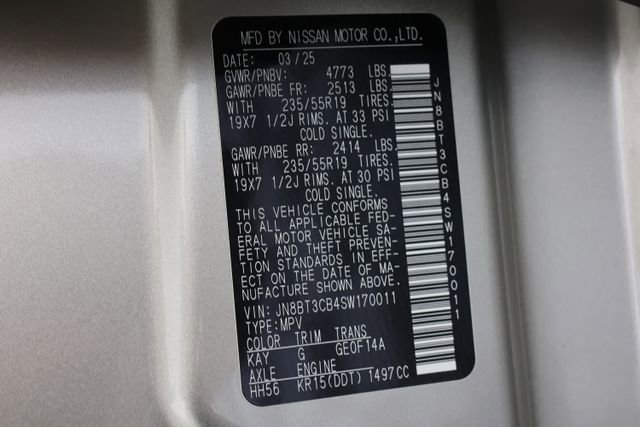 MFD BY NISSAN MOTOR CO.,LTD.
DATE: 03/25
GVWR/PNBV: 4773 LBS.
GAWR/PNBE FR: 2513 LBS.
WITH 235/55R19 TIRES.
19X7 1/2J RIMS. AT 33 PSI
COLD SINGLE.
GAWR/PNBE RR: 2414 LBS.
WITH 235/55R19 TIRES.
19X7 1/2J RIMS. AT 30 PSI
COLD SINGLE.
THIS VEHICLE CONFORMS
TO ALL APPLICABLE FED-
ERAL MOTOR VEHICLE SA-
FETY AND THEFT PREVEN-
TION STANDARDS IN EFF-
ECT ON THE DATE OF MA-
NUFACTURE SHOWN ABOVE.
VIN: JN8BT3CB4SW170011
TYPE:MPV
COLOR TRIM TRANS
KAY G GE0F14A
AXLE ENGINE
HH56 KR15(DDT) 1497CC
JN8BT3CB4SW170011